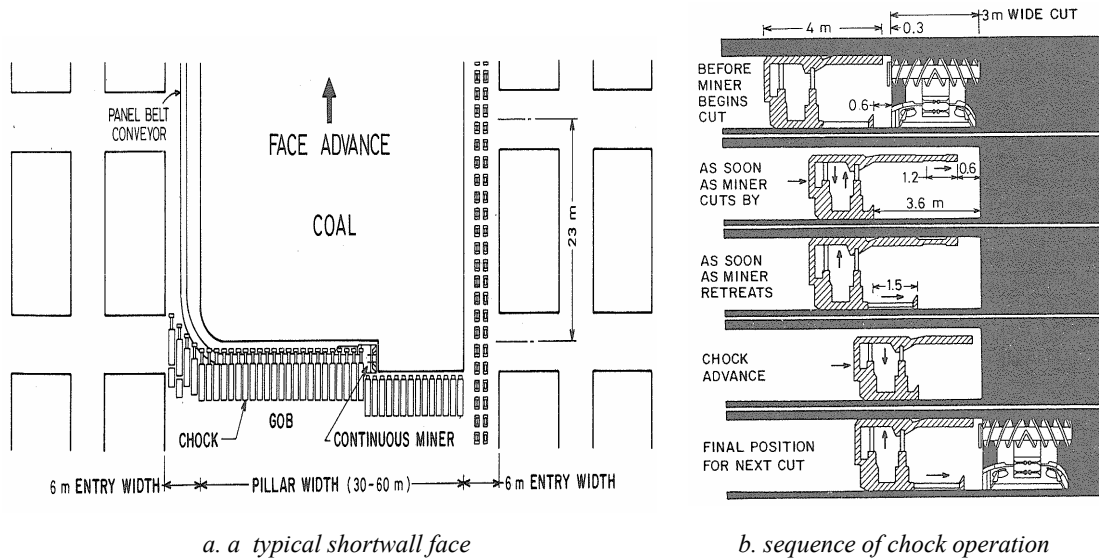 PANEL BELT
CONVEYOR
FACE ADVANCE
COAL
23 m
GOB
CHOCK
CONTINUOUS MINER
6 m ENTRY WIDTH
PILLAR WIDTH (30-60 m)
6 m ENTRY WIDTH
a. a typical shortwall face
4 m
0.3
3m WIDE CUT
BEFORE
MINER
BEGINS
CUT
0.6
AS SOON
AS MINER
CUTS BY
1.2
0.6
3.6 m
AS SOON
AS MINER
RETREATS
1.5
CHOCK
ADVANCE
FINAL POSITION
FOR NEXT CUT
b. sequence of chock operation